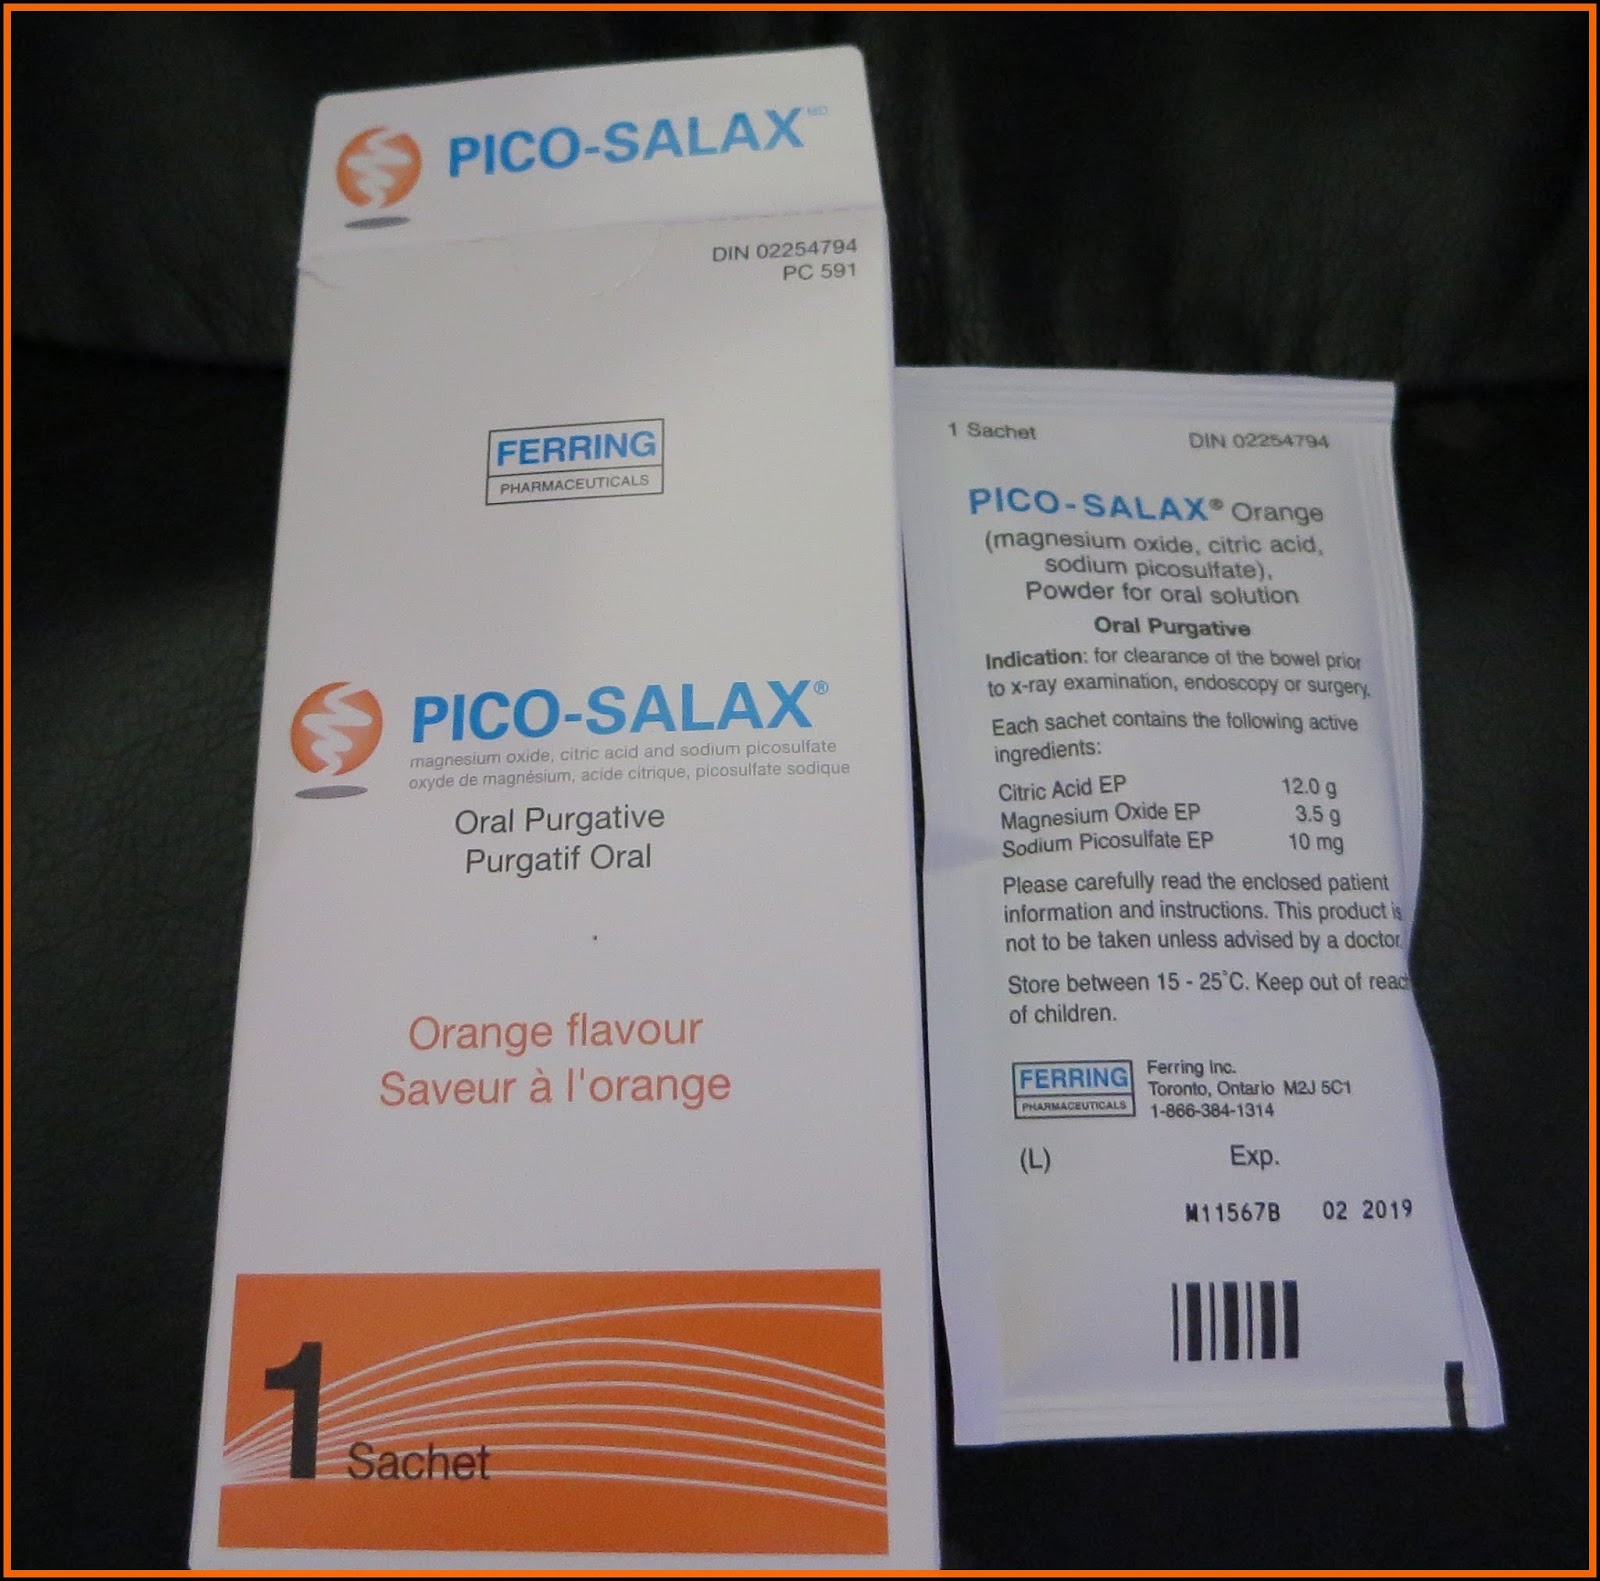 PICO-SALAX MD
DIN 02254794
PC 591
FERRING
PHARMACEUTICALS
PICO-SALAX®
magnesium oxide, citric acid and sodium picosulfate
oxyde de magnésium, acide citrique, picosulfate sodique
Oral Purgative
Purgatif Oral
Orange flavour
Saveur à l'orange
1 Sachet
1 Sachet DIN 02254794
PICO-SALAX® Orange
(magnesium oxide, citric acid,
sodium picosulfate),
Powder for oral solution
Oral Purgative
Indication: for clearance of the bowel prior
to x-ray examination, endoscopy or surgery.
Each sachet contains the following active
ingredients:
Citric Acid EP 12.0 g
Magnesium Oxide EP 3.5 g
Sodium Picosulfate EP 10 mg
Please carefully read the enclosed patient
information and instructions. This product is
not to be taken unless advised by a doctor.
Store between 15 - 25°C. Keep out of reach
of children.
FERRING
PHARMACEUTICALS
Ferring Inc.
Toronto, Ontario M2J 5C1
1-866-384-1314
(L) Exp.
M11567B 02 2019